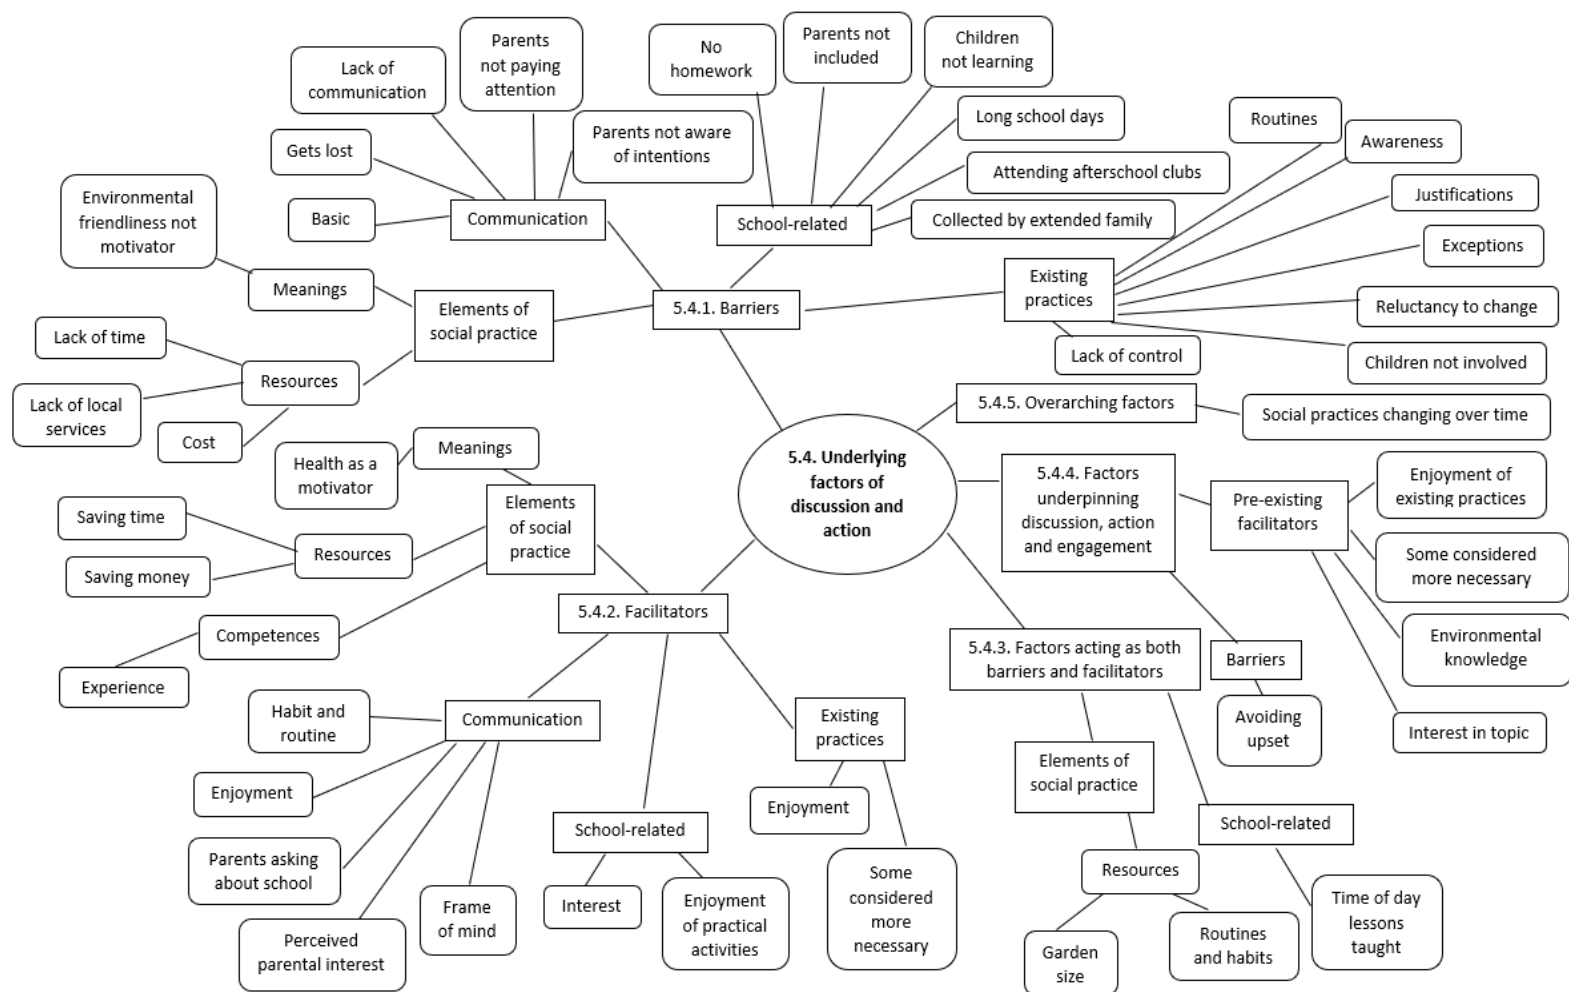 Parents
not paying
attention
Lack of
communication
Gets lost
Basic
Parents not aware
of intentions
Communication
No
homework
Parents not
included
Children
not learning
Long school days
Attending afterschool clubs
Collected by extended family
School-related
Routines
Awareness
Justifications
Exceptions
Reluctancy to change
Children not involved
Lack of control
Existing
practices
Environmental
friendliness not
motivator
Meanings
Elements of
social practice
5.4.1. Barriers
Lack of time
Resources
Lack of local
services
Cost
5.4.5. Overarching factors
Social practices changing over time
5.4. Underlying
factors of
discussion and
action
Meanings
Health as a
motivator
Elements
of social
practice
Saving time
Resources
Saving money
Competences
Experience
5.4.2. Facilitators
5.4.4. Factors
underpinning
discussion, action
and engagement
Pre-existing
facilitators
Enjoyment of
existing practices
Some considered
more necessary
Environmental
knowledge
Interest in topic
Barriers
Avoiding
upset
5.4.3. Factors acting as both
barriers and facilitators
Elements of
social practice
Resources
Garden
size
Routines
and habits
School-related
Time of day
lessons
taught
Communication
Habit and
routine
Enjoyment
Parents asking
about school
Perceived
parental interest
Frame
of mind
School-related
Interest
Enjoyment
of practical
activities
Existing
practices
Enjoyment
Some
considered
more
necessary